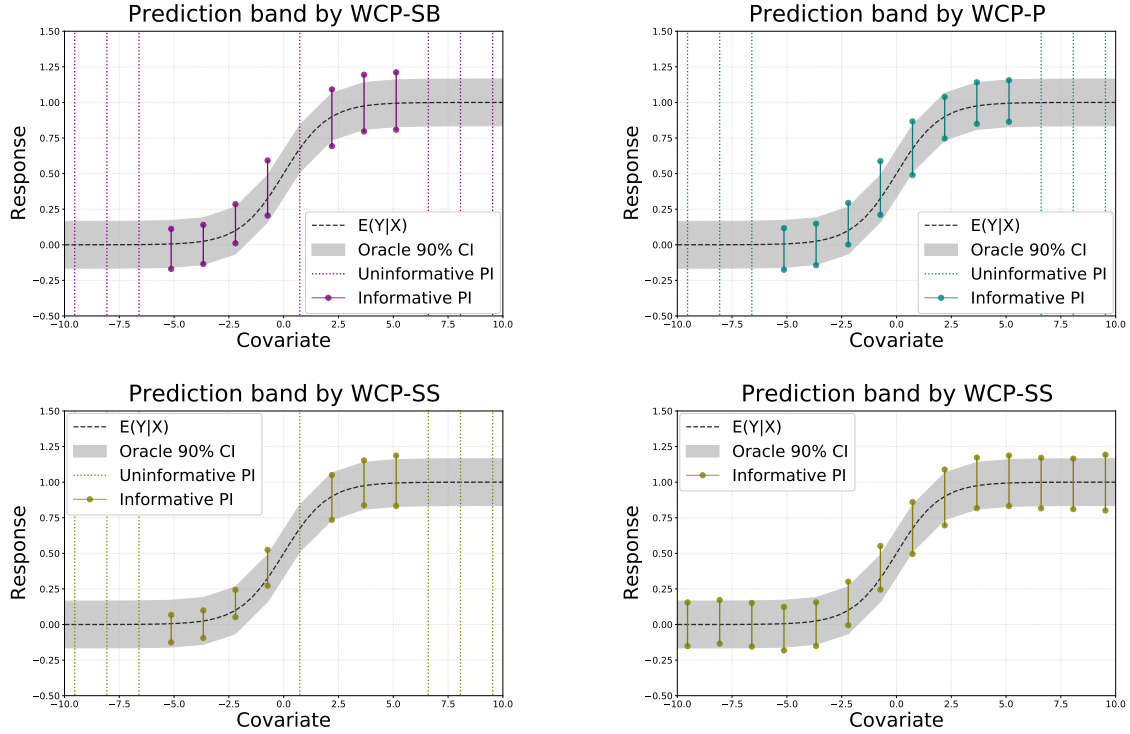 Prediction band by WCP-SB
1.50
1.25
1.00
0.75
0.50
0.25
0.00
−0.25
−0.50
Response
E(Y|X)
Oracle 90% CI
Uninformative PI
Informative PI
−10.0 −7.5 −5.0 −2.5 0.0 2.5 5.0 7.5 10.0
Covariate
Prediction band by WCP-P
1.50
1.25
1.00
0.75
0.50
0.25
0.00
−0.25
−0.50
Response
E(Y|X)
Oracle 90% CI
Uninformative PI
Informative PI
−10.0 −7.5 −5.0 −2.5 0.0 2.5 5.0 7.5 10.0
Covariate
Prediction band by WCP-SS
1.50
1.25
1.00
0.75
0.50
0.25
0.00
−0.25
−0.50
Response
E(Y|X)
Oracle 90% CI
Uninformative PI
Informative PI
−10.0 −7.5 −5.0 −2.5 0.0 2.5 5.0 7.5 10.0
Covariate
Prediction band by WCP-SS
1.50
1.25
1.00
0.75
0.50
0.25
0.00
−0.25
−0.50
Response
E(Y|X)
Oracle 90% CI
Informative PI
−10.0 −7.5 −5.0 −2.5 0.0 2.5 5.0 7.5 10.0
Covariate